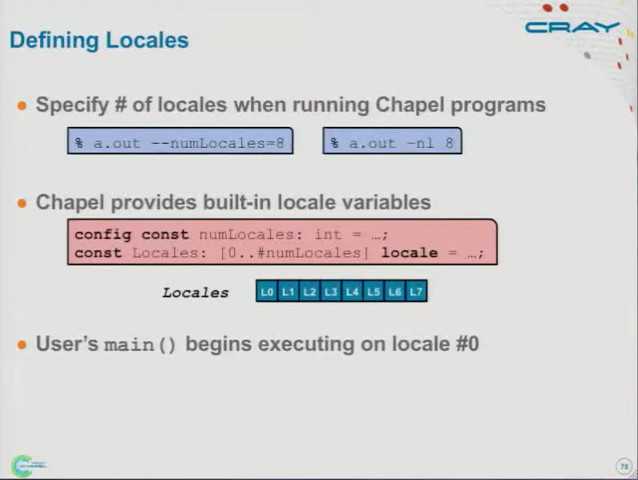 Defining Locales
CRAY
Specify # of locales when running Chapel programs
% a.out --numLocales=8
% a.out -nl 8
Chapel provides built-in locale variables
config const numLocales: int = …;
const Locales: [0..#numLocales] locale = …;
Locales L0 L1 L2 L3 L4 L5 L6 L7
User's main() begins executing on locale #0
CHAPEL